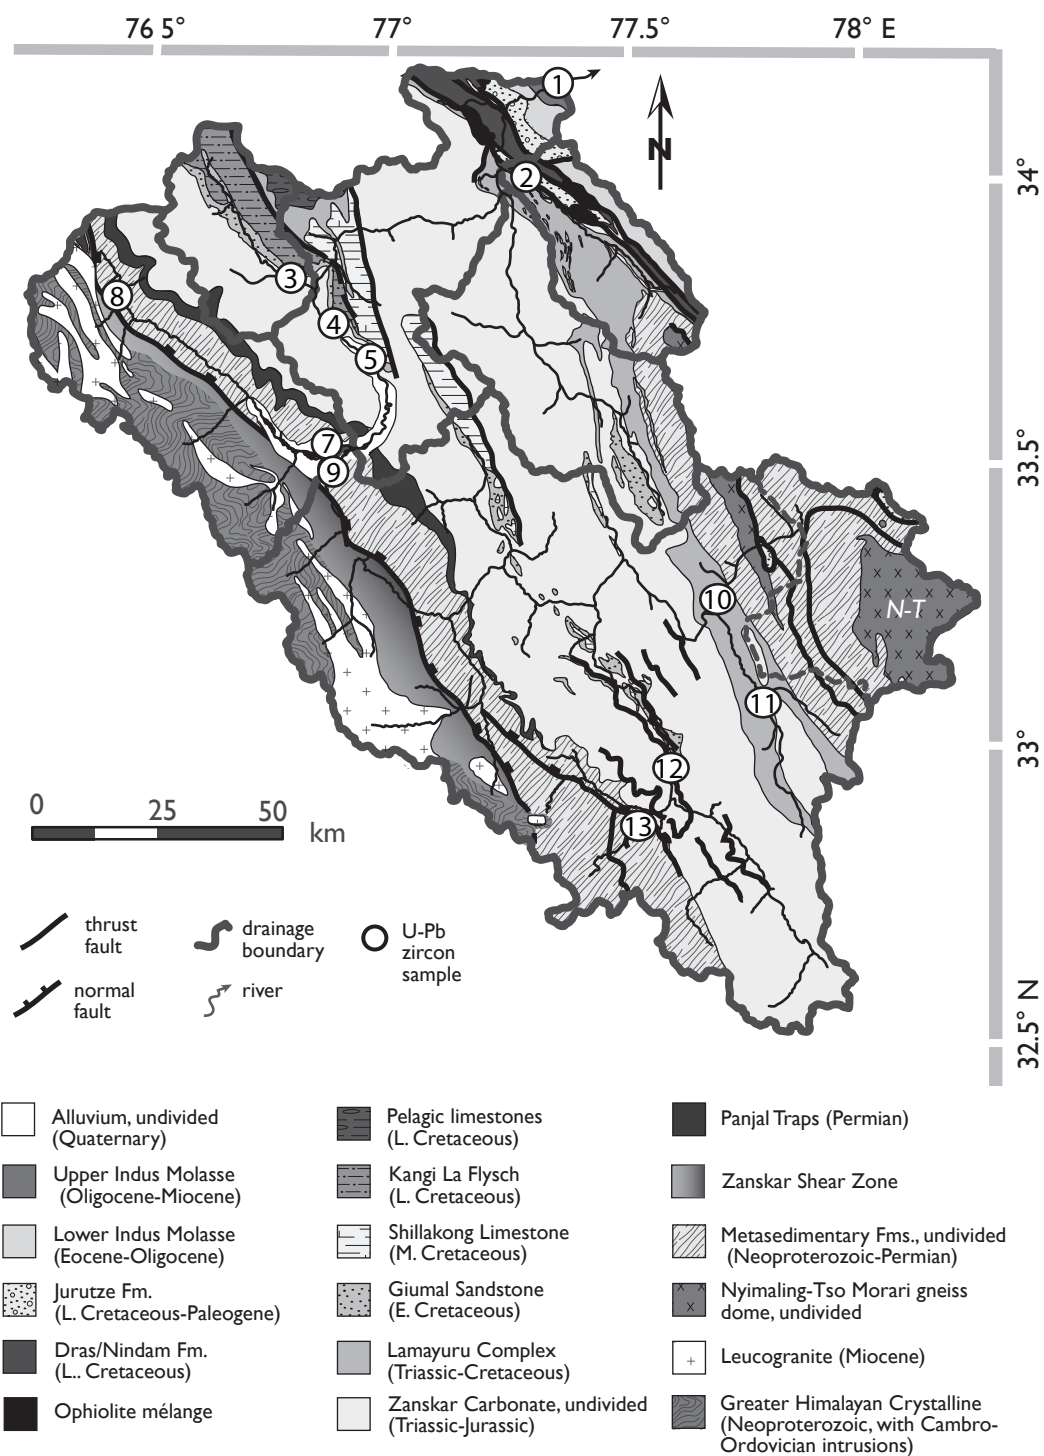 76 5°
77°
77.5°
78° E
34°
33.5°
33°
32.5° N
N
1
2
3
4
5
8
7
9
10
11
12
13
N-T
0 25 50
km
thrust
fault
drainage
boundary
U-Pb
zircon
sample
normal
fault
river
Alluvium, undivided
(Quaternary)
Upper Indus Molasse
(Oligocene-Miocene)
Lower Indus Molasse
(Eocene-Oligocene)
Jurutze Fm.
(L. Cretaceous-Paleogene)
Dras/Nindam Fm.
(L.. Cretaceous)
Ophiolite mélange
Pelagic limestones
(L. Cretaceous)
Kangi La Flysch
(L. Cretaceous)
Shillakong Limestone
(M. Cretaceous)
Giumal Sandstone
(E. Cretaceous)
Lamayuru Complex
(Triassic-Cretaceous)
Zanskar Carbonate, undivided
(Triassic-Jurassic)
Panjal Traps (Permian)
Zanskar Shear Zone
Metasedimentary Fms., undivided
(Neoproterozoic-Permian)
Nyimaling-Tso Morari gneiss
dome, undivided
Leucogranite (Miocene)
Greater Himalayan Crystalline
(Neoproterozoic, with Cambro-
Ordovician intrusions)